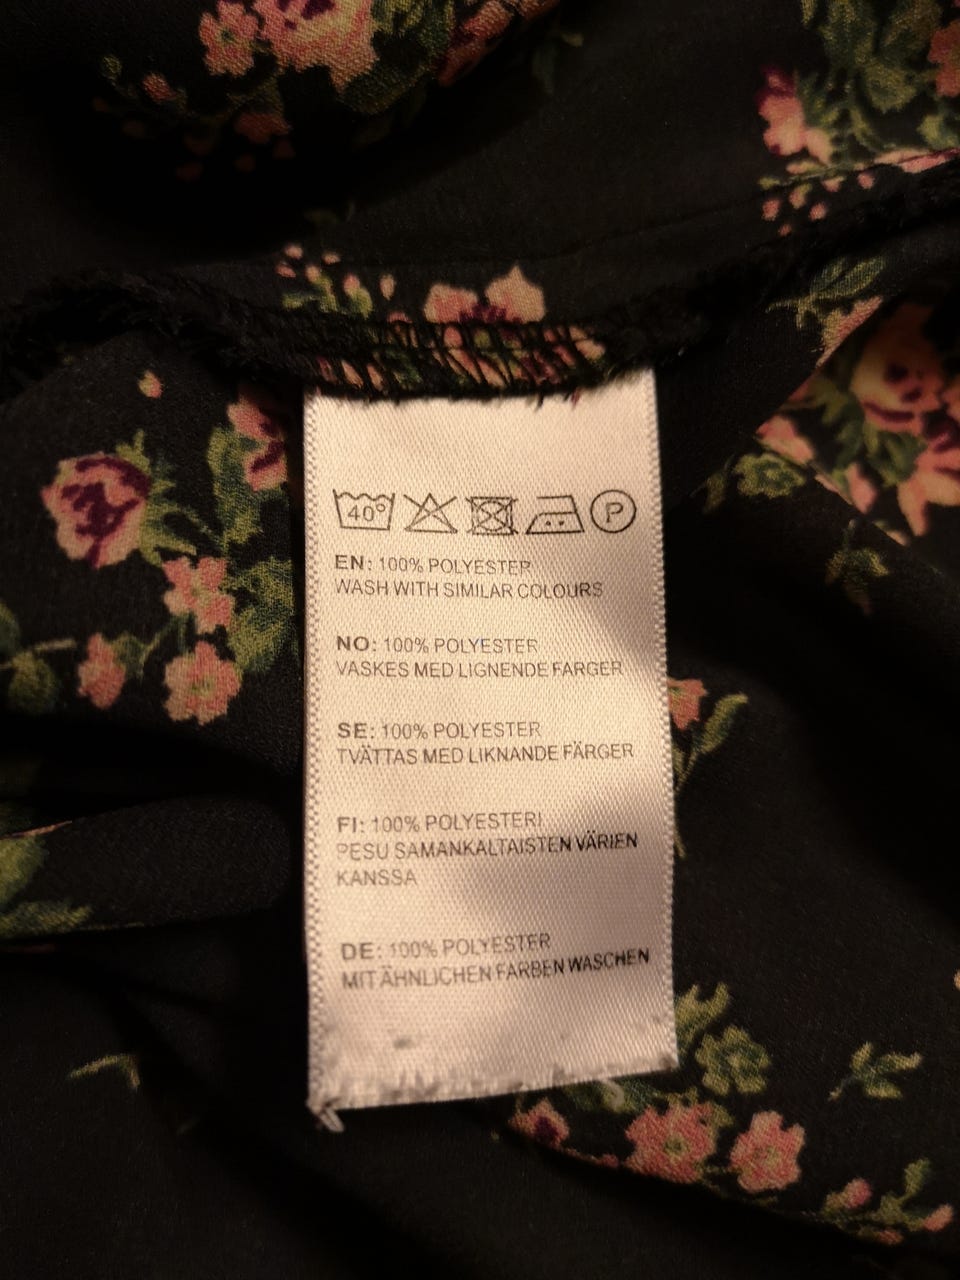 40° P
EN: 100% POLYESTER
WASH WITH SIMILAR COLOURS
NO: 100% POLYESTER
VASKES MED LIGNENDE FARGER
SE: 100% POLYESTER
TVÄTTAS MED LIKNANDE FÄRGER
FI: 100% POLYESTERI
PESU SAMANKALTAISTEN VÄRIEN
KANSSA
DE: 100% POLYESTER
MIT ÄHNLICHEN FARBEN WASCHEN